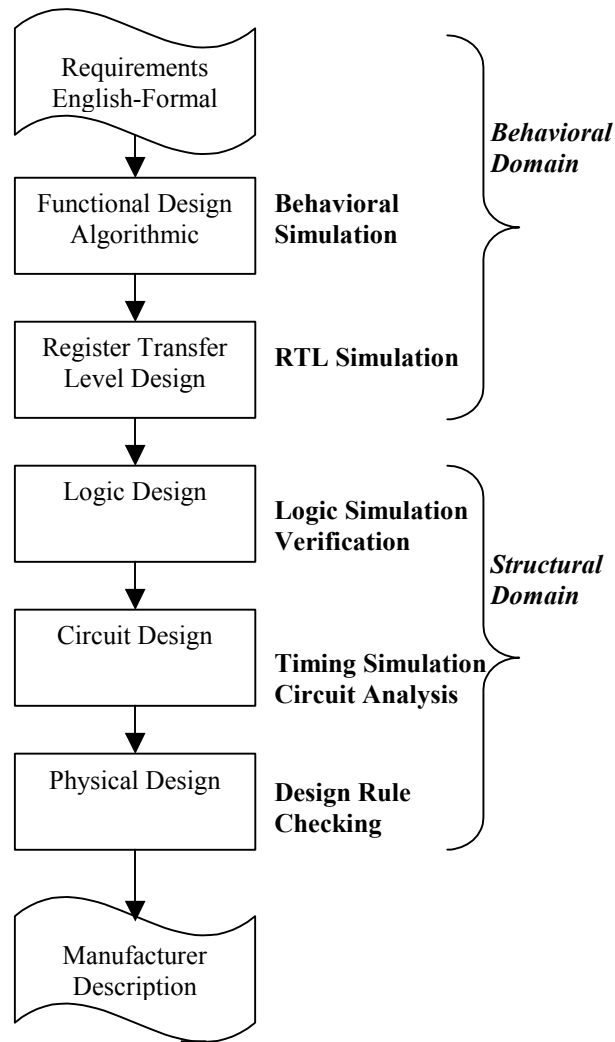 Requirements
English-Formal
Behavioral
Domain
Functional Design
Algorithmic
Behavioral
Simulation
Register Transfer
Level Design
RTL Simulation
Logic Design
Logic Simulation
Verification
Structural
Domain
Circuit Design
Timing Simulation
Circuit Analysis
Physical Design
Design Rule
Checking
Manufacturer
Description